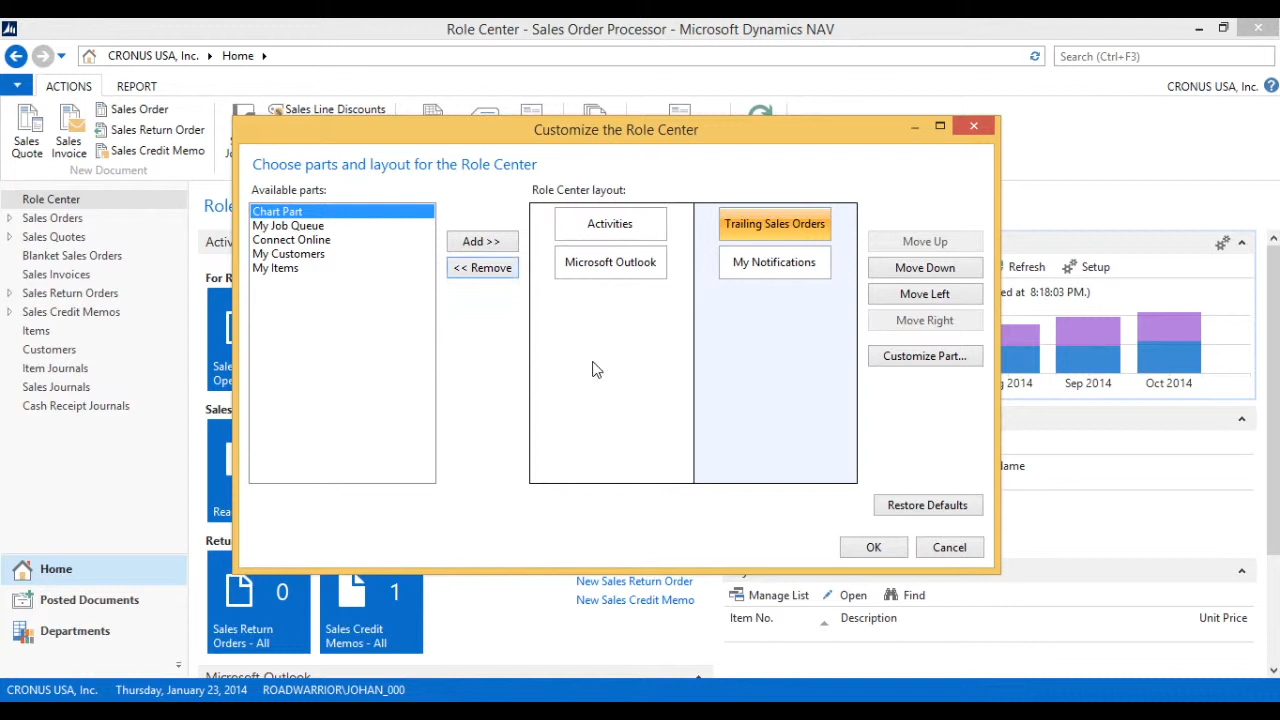 Role Center - Sales Order Processor - Microsoft Dynamics NAV
CRONUS USA, Inc. Home
Search (Ctrl+F3)
ACTIONS REPORT
CRONUS USA, Inc.
Sales Quote
Sales Invoice
Sales Order
Sales Return Order
Sales Credit Memo
New Document
Sales Line Discounts
Role Center
Sales Orders
Sales Quotes
Blanket Sales Orders
Sales Invoices
Sales Return Orders
Sales Credit Memos
Items
Customers
Item Journals
Sales Journals
Cash Receipt Journals
Home
Posted Documents
Departments
Customize the Role Center
Choose parts and layout for the Role Center
Available parts:
Chart Part
My Job Queue
Connect Online
My Customers
My Items
Add >>
<< Remove
Role Center layout:
Activities
Microsoft Outlook
Trailing Sales Orders
My Notifications
Move Up
Move Down
Move Left
Move Right
Customize Part...
Restore Defaults
OK
Cancel
Refresh
Setup
at 8:18:03 PM.)
2014
Sep 2014
Oct 2014
0
Sales Return
Orders - All
1
Sales Credit
Memos - All
New Sales Return Order
New Sales Credit Memo
Microsoft Outlook
Manage List
Open
Find
Item No.
Description
Unit Price
CRONUS USA, Inc.
Thursday, January 23, 2014
ROADWARRIOR\JOHAN_000